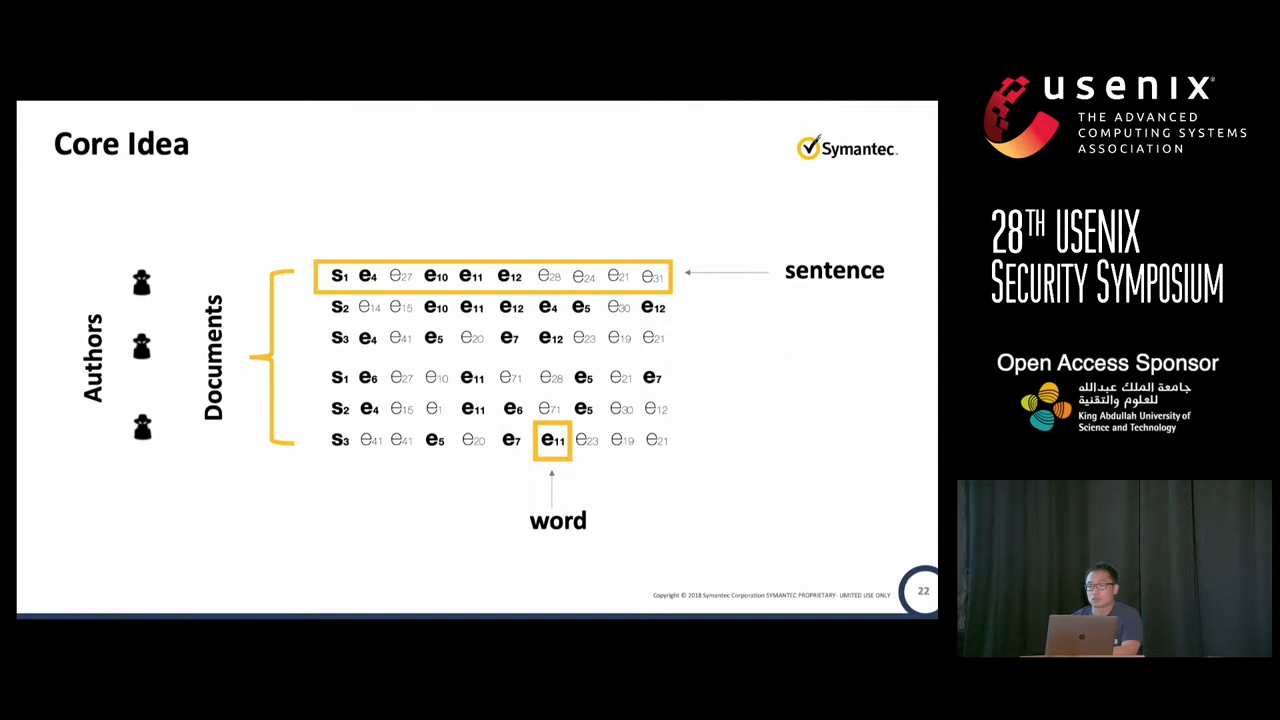 Core Idea
Symantec.
Authors
Documents
s1 e4 e27 e10 e11 e12 e28 e24 e21 e31
s2 e14 e15 e10 e11 e12 e4 e5 e30 e12
s3 e4 e41 e5 e20 e7 e12 e23 e19 e21
s1 e6 e27 e10 e11 e71 e28 e5 e21 e7
s2 e4 e15 e1 e11 e6 e71 e5 e30 e12
s3 e41 e41 e5 e20 e7 e11 e23 e19 e21
sentence
word
Copyright © 2018 Symantec Corporation SYMANTEC PROPRIETARY- LIMITED USE ONLY
22
usenix
THE ADVANCED
COMPUTING SYSTEMS
ASSOCIATION
28TH USENIX
SECURITY SYMPOSIUM
Open Access Sponsor
جامعة الملك عبدالله
للعلوم والتقنية
King Abdullah University of
Science and Technology